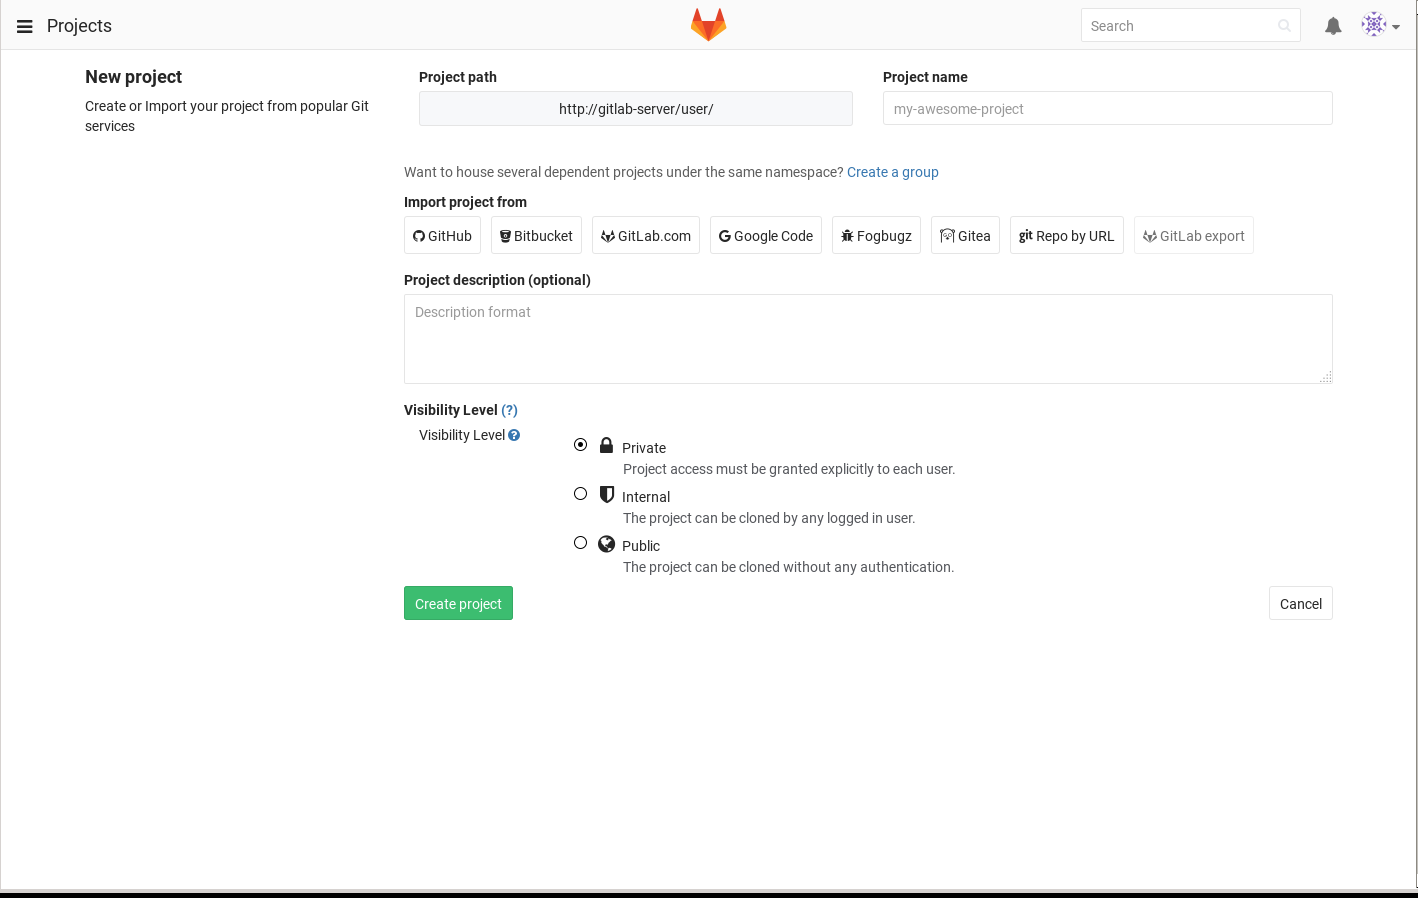 Projects
Search
New project
Create or Import your project from popular Git
services
Project path
http://gitlab-server/user/
Project name
my-awesome-project
Want to house several dependent projects under the same namespace? Create a group
Import project from
GitHub
Bitbucket
GitLab.com
Google Code
Fogbugz
Gitea
git Repo by URL
GitLab export
Project description (optional)
Description format
Visibility Level (?)
Visibility Level ?
Private
Project access must be granted explicitly to each user.
Internal
The project can be cloned by any logged in user.
Public
The project can be cloned without any authentication.
Create project
Cancel